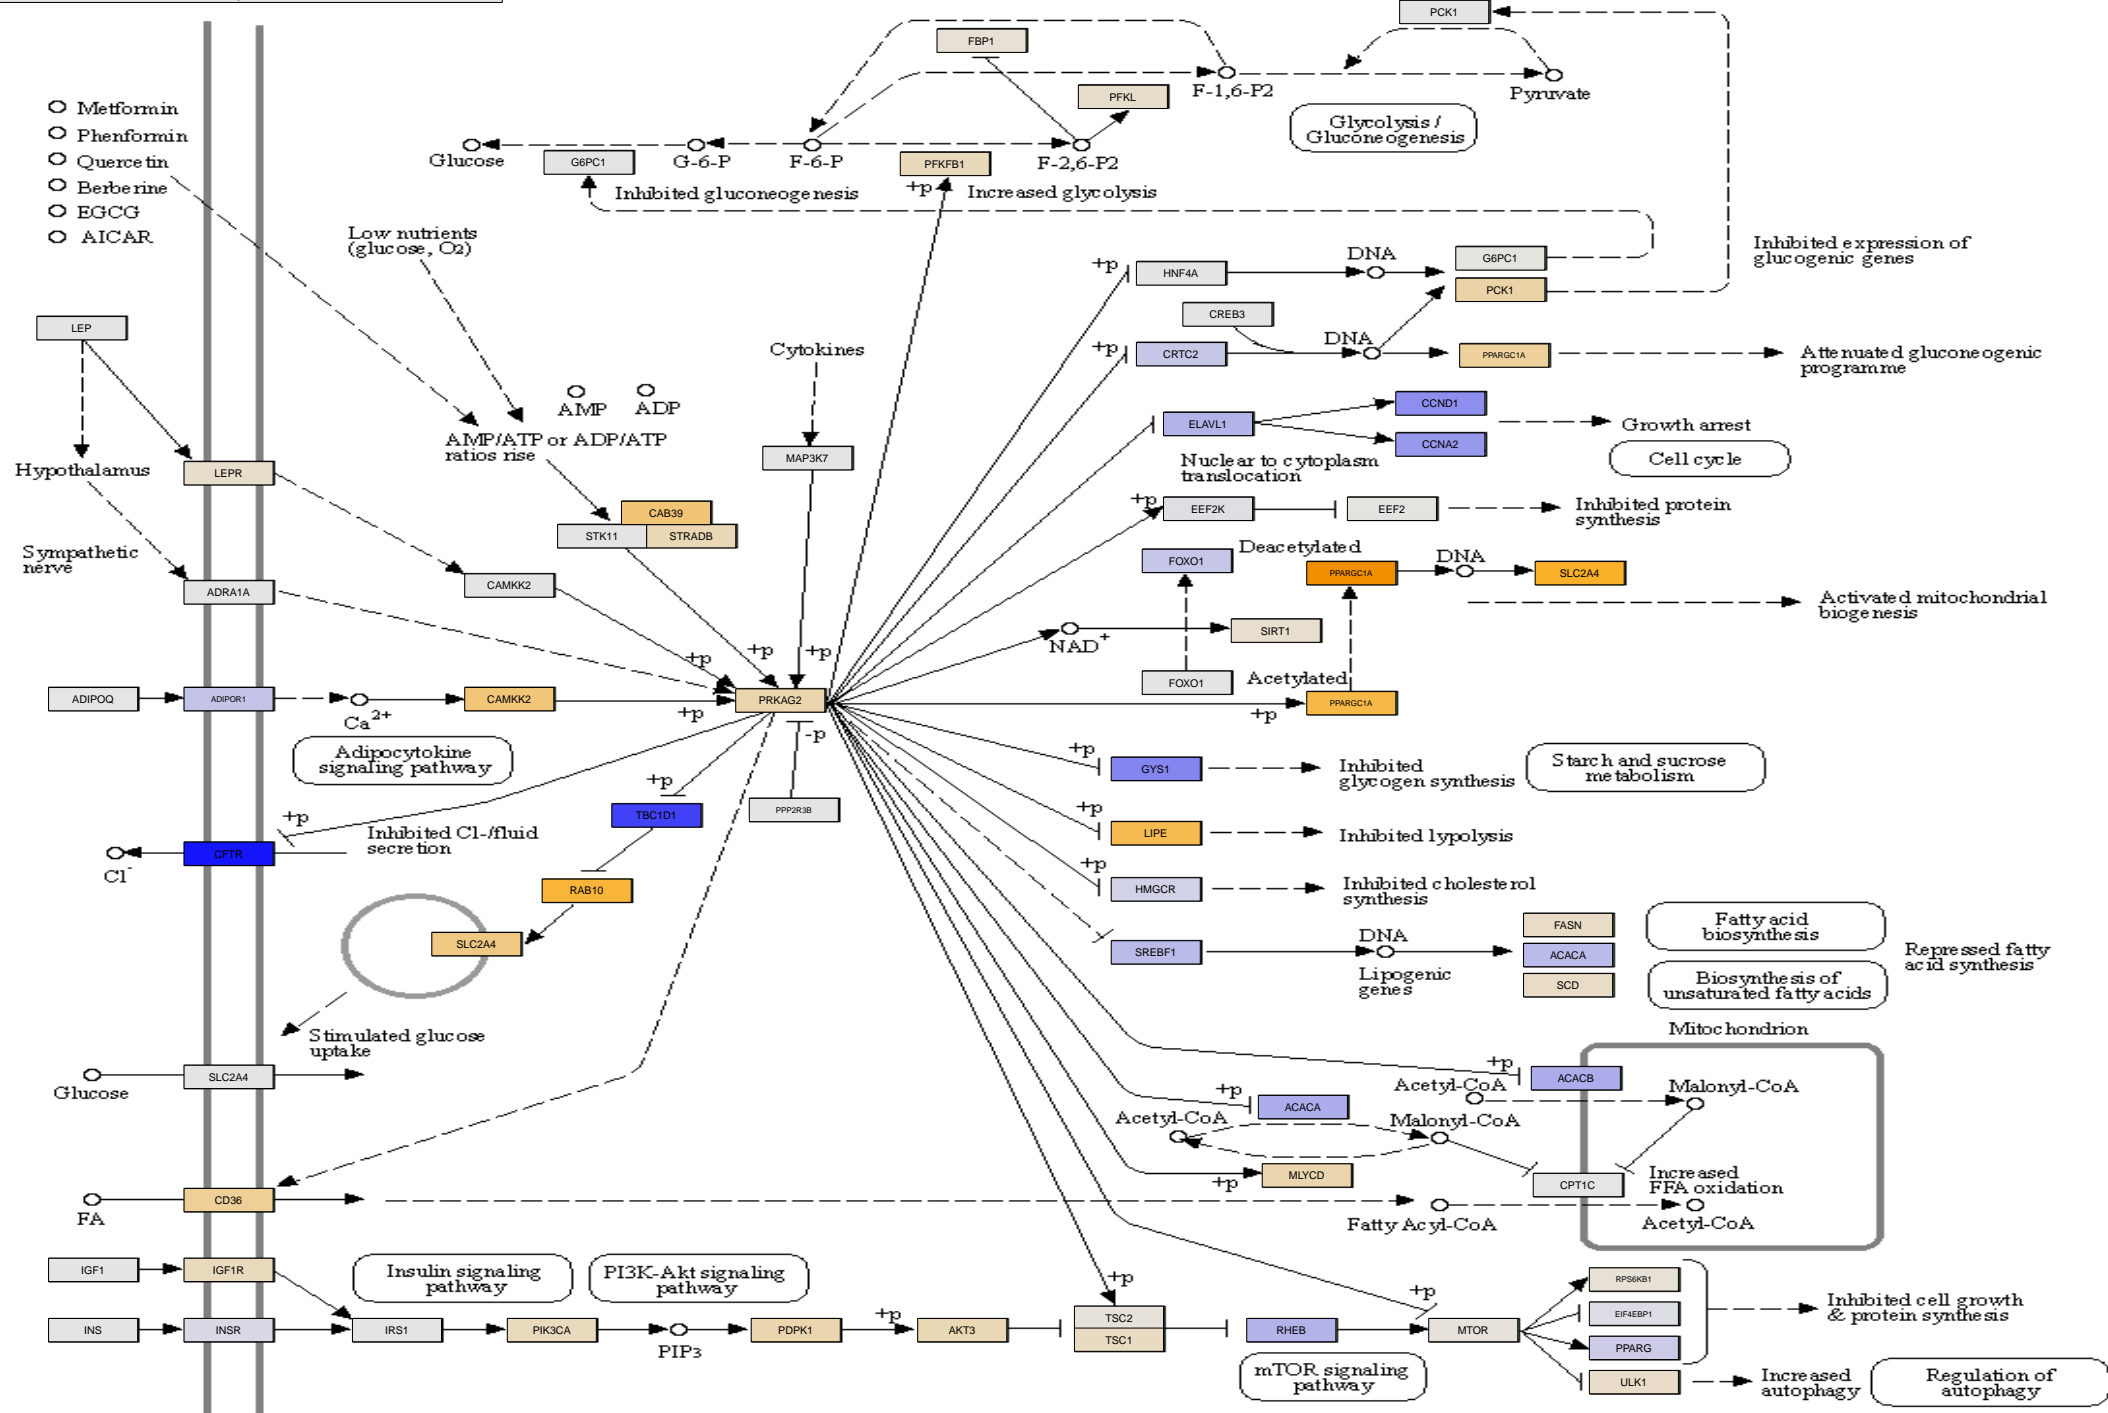 PCK1
FBP1
PFKL
F-1,6-P2
Pyruvate
Glycolysis /
Gluconeogenesis
Metformin
Phenformin
Quercetin
Berberine
EGCG
AICAR
Glucose
G6PC1
G-6-P
F-6-P
PFKFB1
F-2,6-P2
Inhibited gluconeogenesis
+p
Increased glycolysis
Low nutrients
(glucose, O2)
+p
HNF4A
DNA
G6PC1
PCK1
Inhibited expression of
glucogenic genes
LEP
CREB3
Cytokines
+p
CRTC2
DNA
PPARGC1A
Attenuated gluconeogenic
programme
AMP
ADP
AMP/ATP or ADP/ATP
ratios rise
ELAVL1
CCND1
CCNA2
Growth arrest
Cell cycle
Nuclear to cytoplasm
translocation
Hypothalamus
LEPR
MAP3K7
CAB39
STK11
STRADB
+p
EEF2K
EEF2
Inhibited protein
synthesis
Sympathetic
nerve
ADRA1A
CAMKK2
FOXO1
Deacetylated
PPARGC1A
DNA
SLC2A4
Activated mitochondrial
biogenesis
NAD+
SIRT1
+p
+p
+p
FOXO1
Acetylated
ADIPOQ
ADIPOR1
Ca2+
CAMKK2
+p
PRKAG2
PPARGC1A
+p
Adipocytokine
signaling pathway
-p
+p
GYS1
Inhibited
glycogen synthesis
Starch and sucrose
metabolism
+p
TBC1D1
PPP2R3B
+p
LIPE
Inhibited lypolysis
+p
Inhibited Cl-/fluid
secretion
CFTR
Cl-
+p
HMGCR
Inhibited cholesterol
synthesis
RAB10
SLC2A4
SREBF1
DNA
Lipogenic
genes
FASN
ACACA
SCD
Fatty acid
biosynthesis
Biosynthesis of
unsaturated fatty acids
Repressed fatty
acid synthesis
Stimulated glucose
uptake
Mitochondrion
SLC2A4
Glucose
+p
ACACB
Acetyl-CoA
Malonyl-CoA
+p
ACACA
Acetyl-CoA
Malonyl-CoA
MLYCD
+p
CPT1C
Increased
FFA oxidation
CD36
FA
Fatty Acyl-CoA
Acetyl-CoA
IGF1
IGF1R
Insulin signaling
pathway
PI3K-Akt signaling
pathway
+p
+p
INS
INSR
IRS1
PIK3CA
PIP3
PDPK1
+p
AKT3
TSC2
TSC1
RHEB
MTOR
RPS6KB1
EIF4EBP1
PPARG
ULK1
Inhibited cell growth
& protein synthesis
mTOR signaling
pathway
Increased
autophagy
Regulation of
autophagy